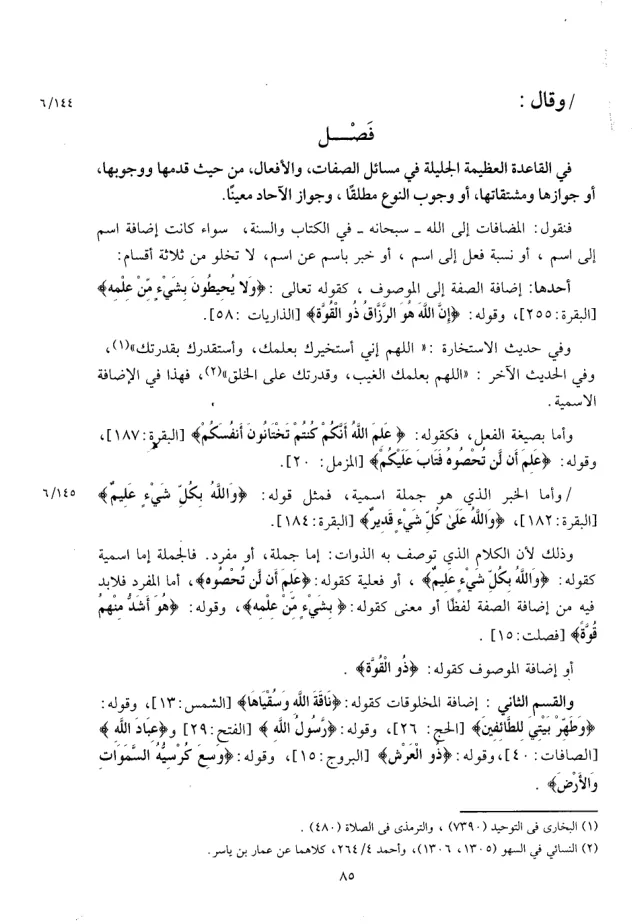 / وقال :
٦/١٤٤
فَصْـــل
في القاعدة العظيمة الجليلة في مسائل الصفات، والأفعال، من حيث قدمها ووجوبها،
أو جوازها ومشتقاتها، أو وجوب النوع مطلقًا، وجواز الآحاد معينًا.
فنقول: المضافات إلى الله ـ سبحانه ـ في الكتاب والسنة، سواء كانت إضافة اسم
إلى اسم ، أو نسبة فعل إلى اسم ، أو خبر باسم عن اسم، لا تخلو من ثلاثة أقسام:
أحدها: إضافة الصفة إلى الموصوف ، كقوله تعالى : ﴿وَلَا يُحِيطُونَ بِشَيْءٍ مِّنْ عِلْمِهِ﴾
[البقرة:٢٥٥]، وقوله: ﴿إِنَّ اللَّهَ هُوَ الرَّزَّاقُ ذُو الْقُوَّةِ﴾ [الذاريات :٥٨].
وفي حديث الاستخارة :« اللهم إني أستخيرك بعلمك، وأستقدرك بقدرتك»(١)،
وفي الحديث الآخر : «اللهم بعلمك الغيب، وقدرتك على الخلق»(٢)، فهذا في الإضافة
الاسمية.
وأما بصيغة الفعل، فكقوله: ﴿ عَلِمَ اللَّهُ أَنَّكُمْ كُنتُمْ تَخْتَانُونَ أَنفُسَكُمْ﴾ [البقرة:١٨٧]،
وقوله: ﴿عَلِمَ أَن لَّن تُحْصُوهُ فَتَابَ عَلَيْكُمْ﴾ [المزمل: ٢٠].
/ وأما الخبر الذي هو جملة اسمية، فمثل قوله: ﴿وَاللَّهُ بِكُلِّ شَيْءٍ عَلِيمٌ﴾
٦/١٤٥
[البقرة:١٨٢]، ﴿وَاللَّهُ عَلَىٰ كُلِّ شَيْءٍ قَدِيرٌ﴾ [البقرة:١٨٤].
وذلك لأن الكلام الذي توصف به الذوات: إما جملة، أو مفرد. فالجملة إما اسمية
كقوله: ﴿وَاللَّهُ بِكُلِّ شَيْءٍ عَلِيمٌ﴾ ، أو فعلية كقوله: ﴿عَلِمَ أَن لَّن تُحْصُوهُ﴾، أما المفرد فلابد
فيه من إضافة الصفة لفظًا أو معنى كقوله: ﴿ بِشَيْءٍ مِّنْ عِلْمِهِ﴾، وقوله: ﴿هُوَ أَشَدُّ مِنْهُمْ
قُوَّةً﴾ [فصلت:١٥] .
أو إضافة الموصوف كقوله: ﴿ذُو الْقُوَّةِ﴾ .
والقسم الثاني : إضافة المخلوقات كقوله: ﴿نَاقَةَ اللَّهِ وَسُقْيَاهَا﴾ [الشمس:١٣]، وقوله:
﴿وَطَهِّرْ بَيْتِيَ لِلطَّائِفِينَ﴾ [الحج: ٢٦]، وقوله: ﴿رَسُولُ اللَّهِ ﴾ [الفتح:٢٩] و﴿عِبَادَ اللَّهِ ﴾
[الصافات: ٤٠]،وقوله: ﴿ذُو الْعَرْشِ﴾ [البروج:١٥]، وقوله: ﴿وَسِعَ كُرْسِيُّهُ السَّمَوَاتِ
وَالْأَرْضَ﴾ .
(١) البخارى فى التوحيد (٧٣٩٠) ، والترمذى فى الصلاة (٤٨٠) .
(٢) النسائي في السهو (١٣٠٥، ١٣٠٦)، وأحمد ٢٦٤/٤، كلاهما عن عمار بن ياسر.
٨٥